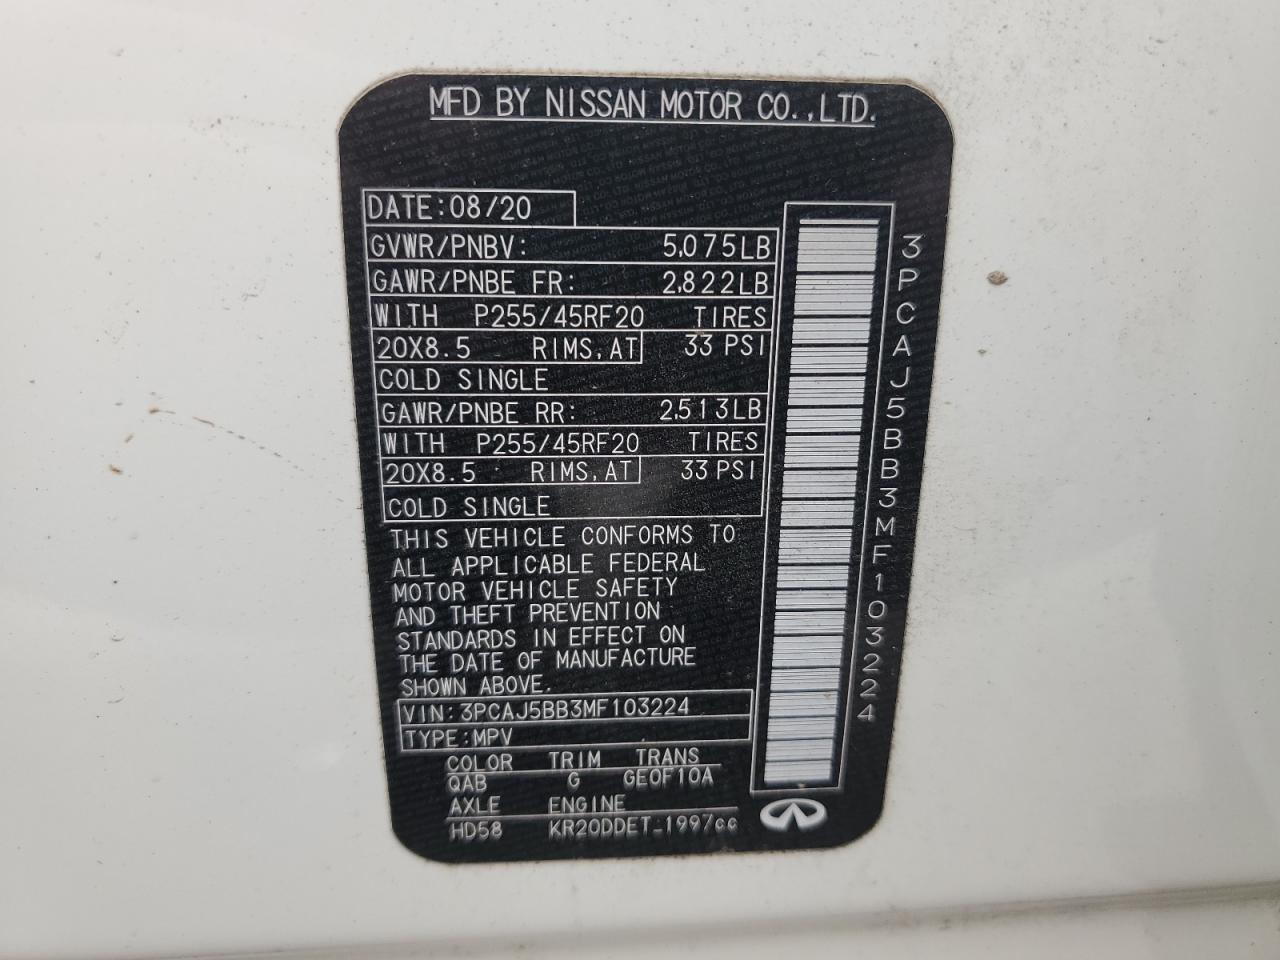 MFD BY NISSAN MOTOR CO.,LTD.
DATE:08/20
GVWR/PNBV: 5,075LB
GAWR/PNBE FR: 2,822LB
WITH P255/45RF20 TIRES
20X8.5 RIMS,AT 33 PSI
COLD SINGLE
GAWR/PNBE RR: 2,513LB
WITH P255/45RF20 TIRES
20X8.5 RIMS,AT 33 PSI
COLD SINGLE
THIS VEHICLE CONFORMS TO
ALL APPLICABLE FEDERAL
MOTOR VEHICLE SAFETY
AND THEFT PREVENTION
STANDARDS IN EFFECT ON
THE DATE OF MANUFACTURE
SHOWN ABOVE.
VIN:3PCAJ5BB3MF103224
TYPE:MPV
COLOR TRIM TRANS
QAB G GE0F10A
AXLE ENGINE
HD58 KR20DDET-1997cc
3PCAJ5BB3MF103224